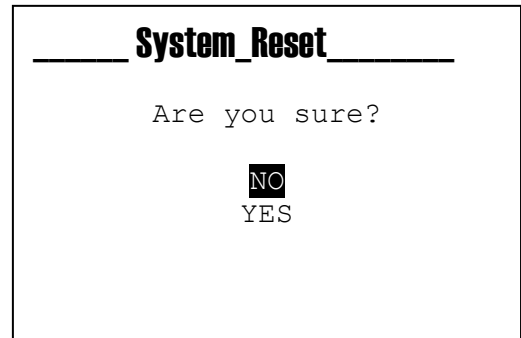 ______ System_Reset________
Are you sure?
NO
YES